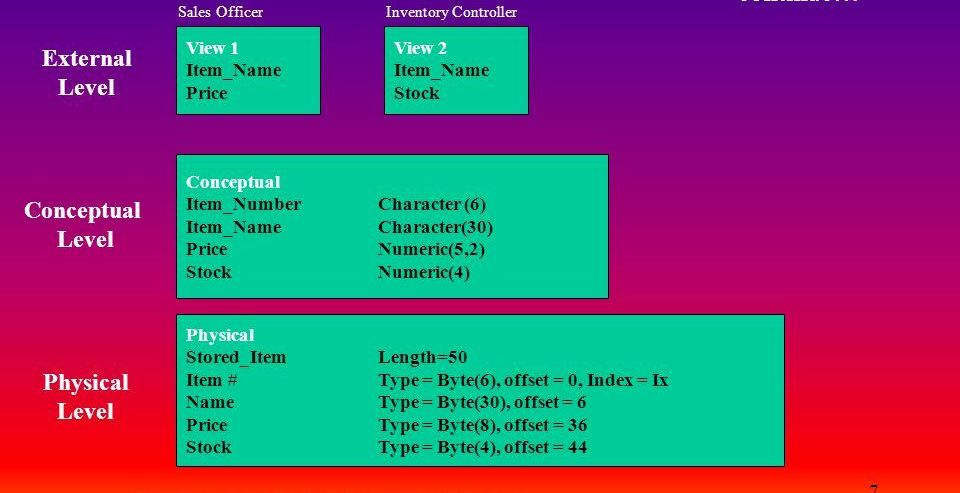 Sales Officer
Inventory Controller
External
Level
View 1
Item_Name
Price
View 2
Item_Name
Stock
Conceptual
Level
Conceptual
Item_Number Character (6)
Item_Name Character(30)
Price Numeric(5,2)
Stock Numeric(4)
Physical
Level
Physical
Stored_Item Length=50
Item # Type = Byte(6), offset = 0, Index = Ix
Name Type = Byte(30), offset = 6
Price Type = Byte(8), offset = 36
Stock Type = Byte(4), offset = 44
7